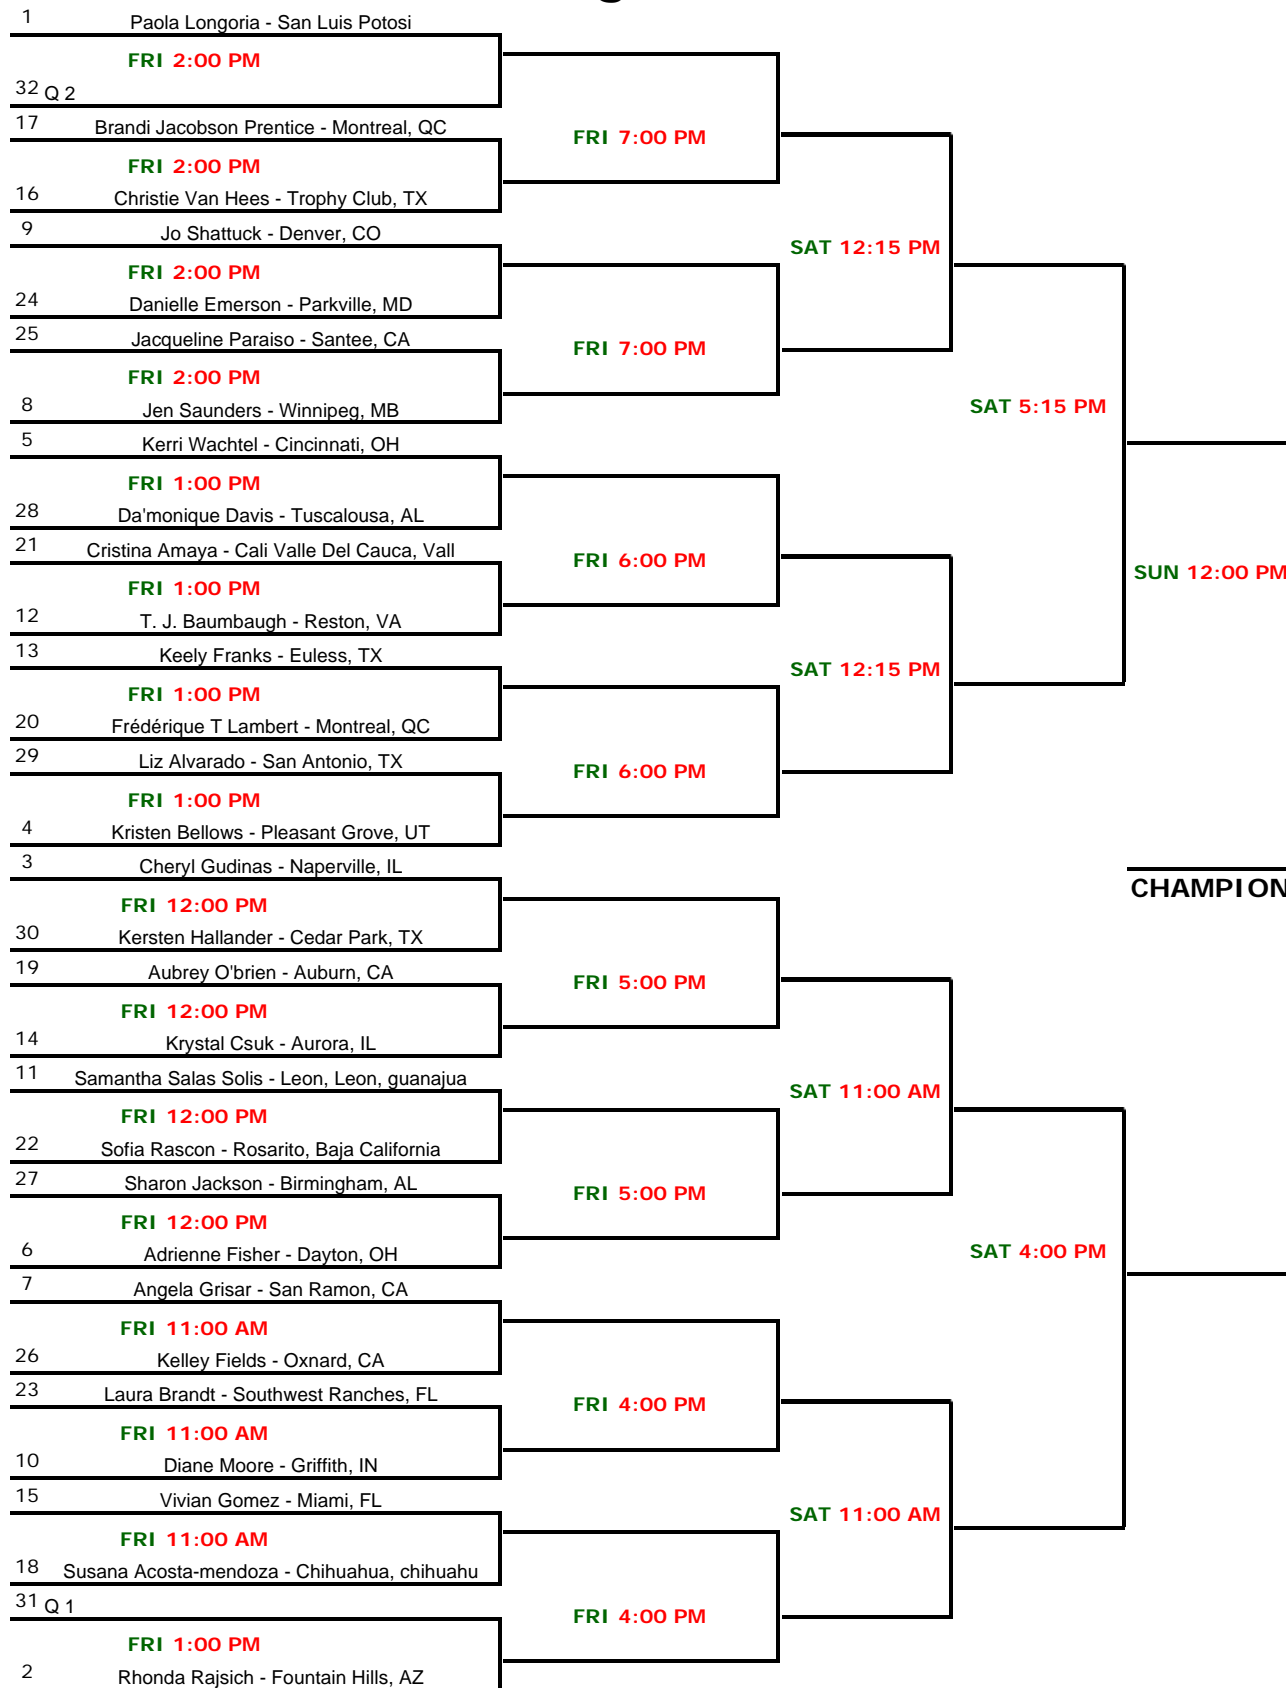 1 Paola Longoria - San Luis Potosi
FRI 2:00 PM
32 Q 2
17 Brandi Jacobson Prentice - Montreal, QC
FRI 7:00 PM
FRI 2:00 PM
16 Christie Van Hees - Trophy Club, TX
9 Jo Shattuck - Denver, CO
SAT 12:15 PM
FRI 2:00 PM
24 Danielle Emerson - Parkville, MD
25 Jacqueline Paraiso - Santee, CA
FRI 7:00 PM
FRI 2:00 PM
8 Jen Saunders - Winnipeg, MB
SAT 5:15 PM
5 Kerri Wachtel - Cincinnati, OH
FRI 1:00 PM
28 Da'monique Davis - Tuscalousa, AL
21 Cristina Amaya - Cali Valle Del Cauca, Vall
FRI 6:00 PM
SUN 12:00 PM
FRI 1:00 PM
12 T. J. Baumbaugh - Reston, VA
13 Keely Franks - Euless, TX
SAT 12:15 PM
FRI 1:00 PM
20 Frédérique T Lambert - Montreal, QC
29 Liz Alvarado - San Antonio, TX
FRI 6:00 PM
FRI 1:00 PM
4 Kristen Bellows - Pleasant Grove, UT
3 Cheryl Gudinas - Naperville, IL
CHAMPION
FRI 12:00 PM
30 Kersten Hallander - Cedar Park, TX
19 Aubrey O'brien - Auburn, CA
FRI 5:00 PM
FRI 12:00 PM
14 Krystal Csuk - Aurora, IL
11 Samantha Salas Solis - Leon, Leon, guanajua
SAT 11:00 AM
FRI 12:00 PM
22 Sofia Rascon - Rosarito, Baja California
27 Sharon Jackson - Birmingham, AL
FRI 5:00 PM
FRI 12:00 PM
6 Adrienne Fisher - Dayton, OH
SAT 4:00 PM
7 Angela Grisar - San Ramon, CA
FRI 11:00 AM
26 Kelley Fields - Oxnard, CA
23 Laura Brandt - Southwest Ranches, FL
FRI 4:00 PM
FRI 11:00 AM
10 Diane Moore - Griffith, IN
15 Vivian Gomez - Miami, FL
SAT 11:00 AM
FRI 11:00 AM
18 Susana Acosta-mendoza - Chihuahua, chihuahu
31 Q 1
FRI 4:00 PM
FRI 1:00 PM
2 Rhonda Rajsich - Fountain Hills, AZ